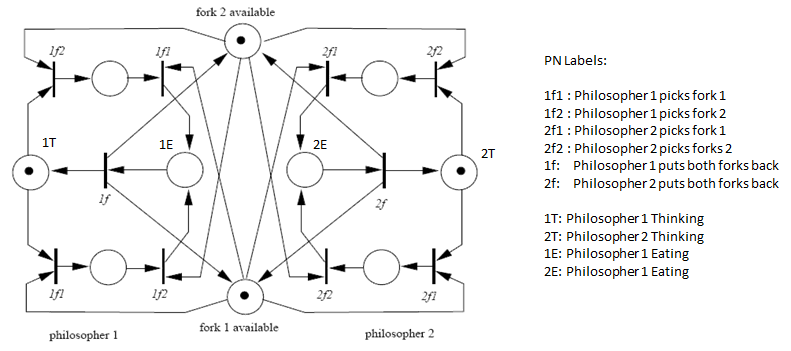 fork 2 available
1f2
1f1
2f1
2f2
1T
1E
2E
2T
1f
2f
1f1
1f2
2f2
2f1
philosopher 1
fork 1 available
philosopher 2
PN Labels:
1f1 : Philosopher 1 picks fork 1
1f2 : Philosopher 1 picks fork 2
2f1 : Philosopher 2 picks fork 1
2f2 : Philosopher 2 picks forks 2
1f: Philosopher 1 puts both forks back
2f: Philosopher 2 puts both forks back
1T: Philosopher 1 Thinking
2T: Philosopher 2 Thinking
1E: Philosopher 1 Eating
2E: Philosopher 1 Eating